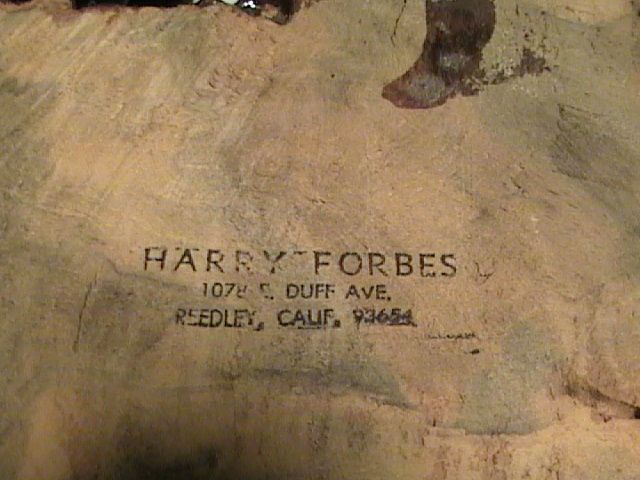 HARRY FORBES
1078 E. DUFF AVE.
REEDLEY, CALIF. 93654